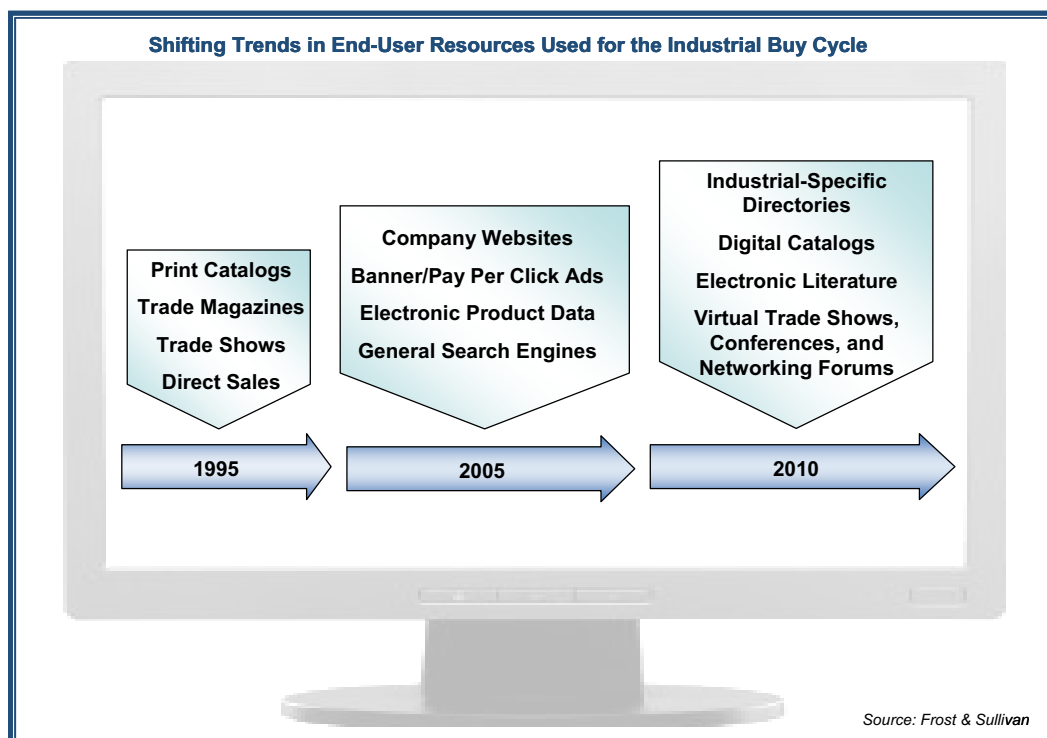 Shifting Trends in End-User Resources Used for the Industrial Buy Cycle
Print Catalogs
Trade Magazines
Trade Shows
Direct Sales
1995
Company Websites
Banner/Pay Per Click Ads
Electronic Product Data
General Search Engines
2005
Industrial-Specific
Directories
Digital Catalogs
Electronic Literature
Virtual Trade Shows,
Conferences, and
Networking Forums
2010
Source: Frost & Sullivan